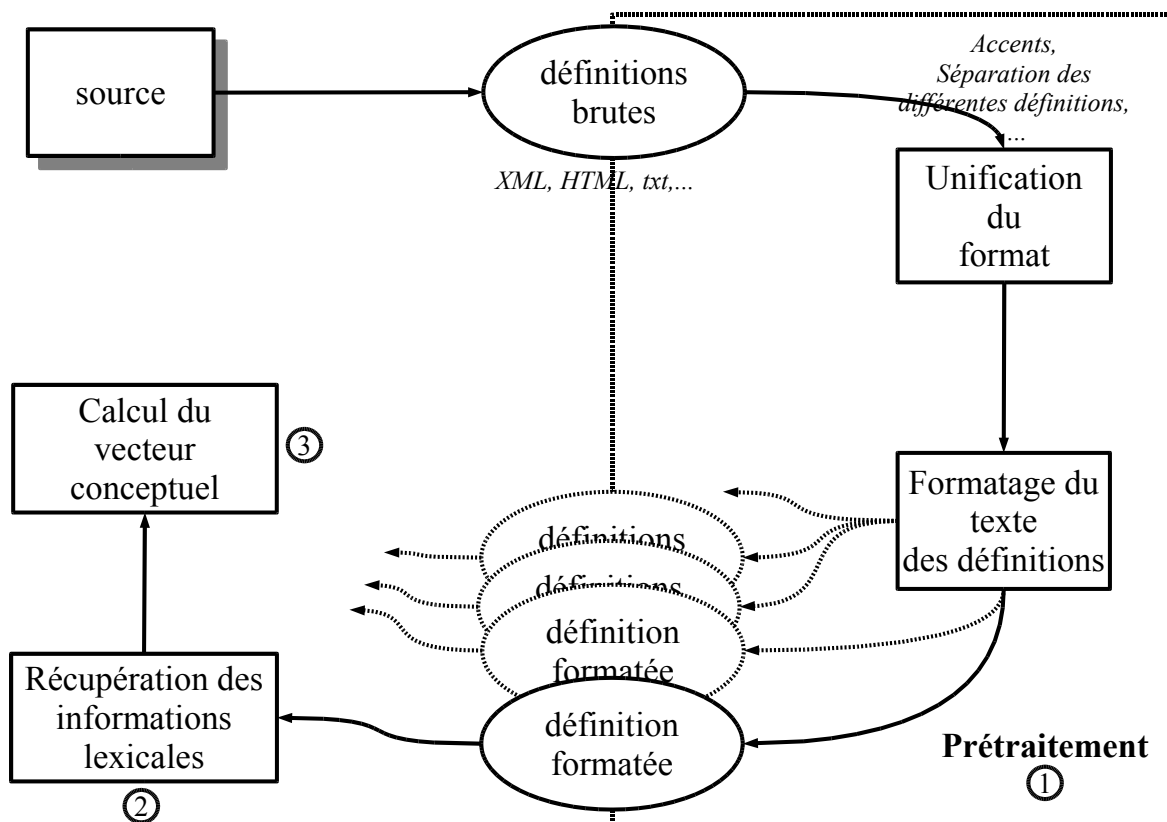 source
définitions
brutes
XML, HTML, txt,...
Accents,
Séparation des
différentes définitions,
...
Unification
du
format
Formatage du
texte
des définitions
définitions
définitions
définition
formatée
définition
formatée
Prétraitement
1
Récupération des
informations
lexicales
2
Calcul du
vecteur
conceptuel
3